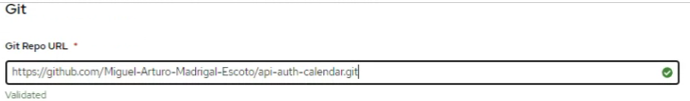 Git
Git Repo URL *
https://github.com/Miguel-Arturo-Madrigal-Escoto/api-auth-calendar.git
Validated